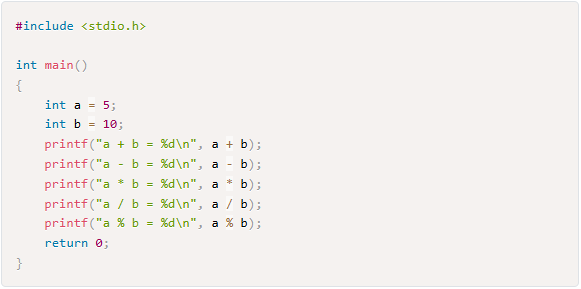 #include <stdio.h>
int main()
{
    int a = 5;
    int b = 10;
    printf("a + b = %d\n", a + b);
    printf("a - b = %d\n", a - b);
    printf("a * b = %d\n", a * b);
    printf("a / b = %d\n", a / b);
    printf("a % b = %d\n", a % b);
    return 0;
}